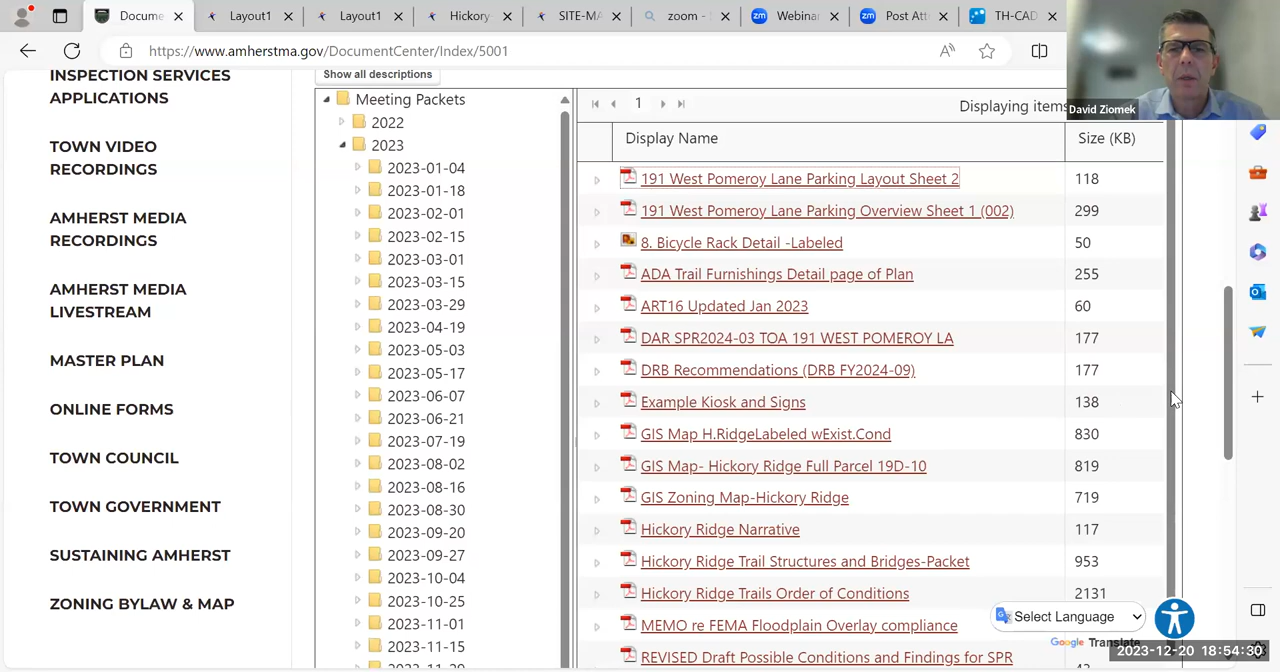 Docume
Layout1
Layout1
Hickory-
SITE-MA
zoom -
zm Webinar
zm Post Att
TH-CAD
https://www.amherstma.gov/DocumentCenter/Index/5001
David Ziomek
INSPECTION SERVICES
APPLICATIONS
TOWN VIDEO
RECORDINGS
AMHERST MEDIA
RECORDINGS
AMHERST MEDIA
LIVESTREAM
MASTER PLAN
ONLINE FORMS
TOWN COUNCIL
TOWN GOVERNMENT
SUSTAINING AMHERST
ZONING BYLAW & MAP
Show all descriptions
Meeting Packets
2022
2023
2023-01-04
2023-01-18
2023-02-01
2023-02-15
2023-03-01
2023-03-15
2023-03-29
2023-04-19
2023-05-03
2023-05-17
2023-06-07
2023-06-21
2023-07-19
2023-08-02
2023-08-16
2023-08-30
2023-09-20
2023-09-27
2023-10-04
2023-10-25
2023-11-01
2023-11-15
1
Displaying items
Display Name Size (KB)
191 West Pomeroy Lane Parking Layout Sheet 2 118
191 West Pomeroy Lane Parking Overview Sheet 1 (002) 299
8. Bicycle Rack Detail -Labeled 50
ADA Trail Furnishings Detail page of Plan 255
ART16 Updated Jan 2023 60
DAR SPR2024-03 TOA 191 WEST POMEROY LA 177
DRB Recommendations (DRB FY2024-09) 177
Example Kiosk and Signs 138
GIS Map H.RidgeLabeled wExist.Cond 830
GIS Map- Hickory Ridge Full Parcel 19D-10 819
GIS Zoning Map-Hickory Ridge 719
Hickory Ridge Narrative 117
Hickory Ridge Trail Structures and Bridges-Packet 953
Hickory Ridge Trails Order of Conditions 2131
MEMO re FEMA Floodplain Overlay compliance
REVISED Draft Possible Conditions and Findings for SPR
Select Language
Google Translate
2023-12-20 18:54:30